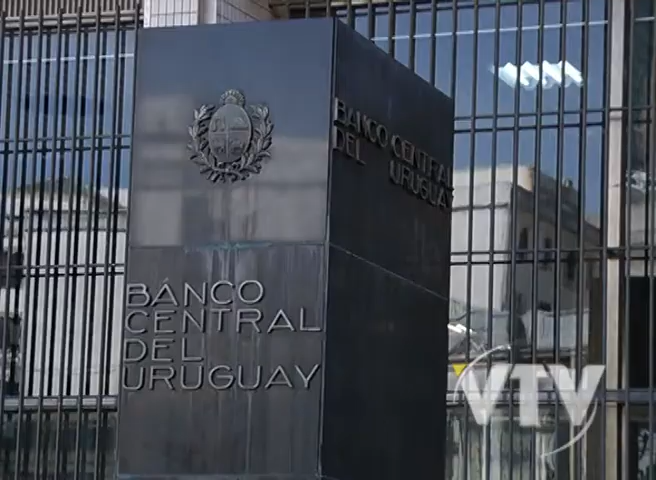 BANCO
CENTRAL
DEL
URUGUAY
BANCO CENTRAL
DEL URUGUAY
VTV